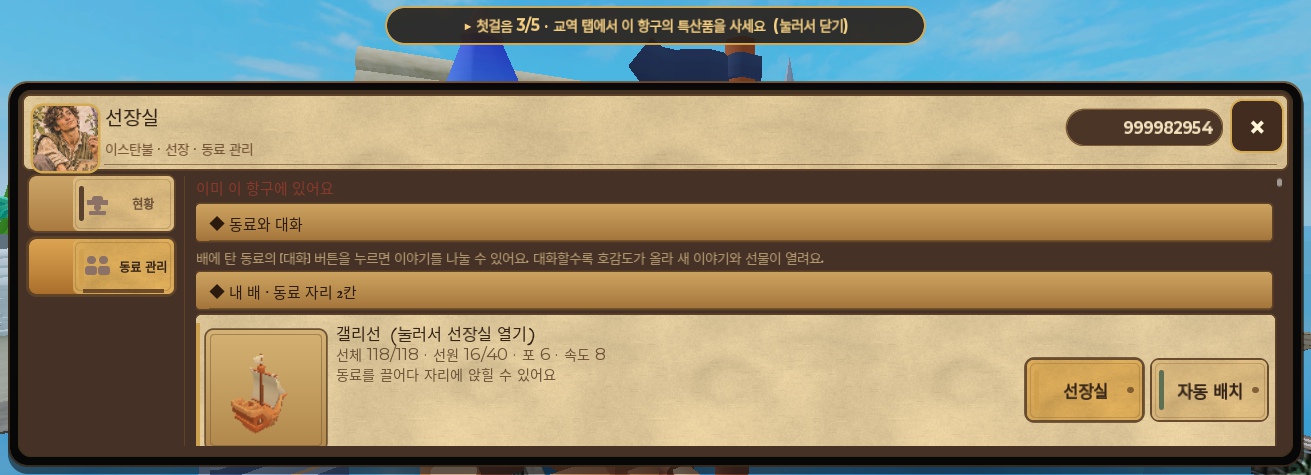 ▸ 첫걸음 3/5 · 교역 탭에서 이 항구의 특산품을 사세요 (눌러서 닫기)
선장실
이스탄불 · 선장 · 동료 관리
999982954
×
현황
동료 관리
이미 이 항구에 있어요
◆ 동료와 대화
배에 탄 동료의 [대화] 버튼을 누르면 이야기를 나눌 수 있어요. 대화할수록 호감도가 올라 새 이야기와 선물이 열려요.
◆ 내 배 · 동료 자리 2칸
갤리선 (눌러서 선장실 열기)
선체 118/118 · 선원 16/40 · 포 6 · 속도 8
동료를 끌어다 자리에 앉힐 수 있어요
선장실
자동 배치